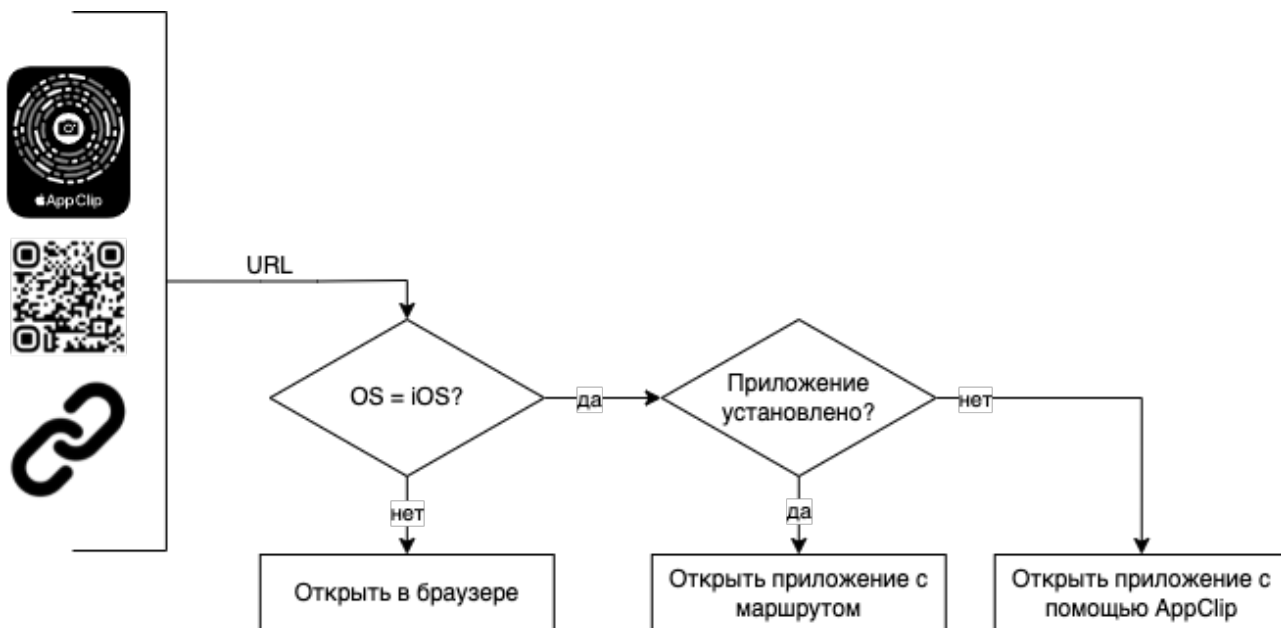 AppClip
URL
OS = iOS?
да
Приложение
установлено?
нет
нет
да
Открыть в браузере
Открыть приложение с
маршрутом
Открыть приложение с
помощью AppClip